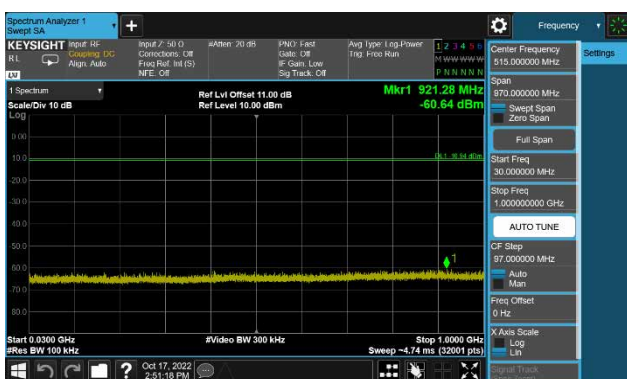 Spectrum Analyzer 1
Swept SA
+
Frequency
KEYSIGHT
RL
Input: RF
Coupling: DC
Align: Auto
Input Z: 50 Ω
Corrections: Off
Freq Ref: Int (S)
NFE: Off
#Atten: 20 dB
PNO: Fast
Gate: Off
IF Gain: Low
Sig Track: Off
Avg Type: Log-Power
Trig: Free Run
1 2 3 4 5 6
M W W W W W
P N N N N N
1 Spectrum
Scale/Div 10 dB
Log
Ref Lvl Offset 11.00 dB
Ref Level 10.00 dBm
Mkr1 921.28 MHz
-60.64 dBm
0.00
-10.0
-20.0
-30.0
-40.0
-50.0
-60.0
-70.0
-80.0
1
Start 0.0300 GHz
#Res BW 100 kHz
#Video BW 300 kHz
Stop 1.0000 GHz
Sweep ~4.74 ms (32001 pts)
Center Frequency
515.000000 MHz
Settings
Span
970.000000 MHz
Swept Span
Zero Span
Full Span
Start Freq
30.000000 MHz
Stop Freq
1.000000000 GHz
AUTO TUNE
CF Step
97.000000 MHz
Auto
Man
Freq Offset
0 Hz
X Axis Scale
Log
Lin
Signal Track
?
Oct 17, 2022
2:51:18 PM